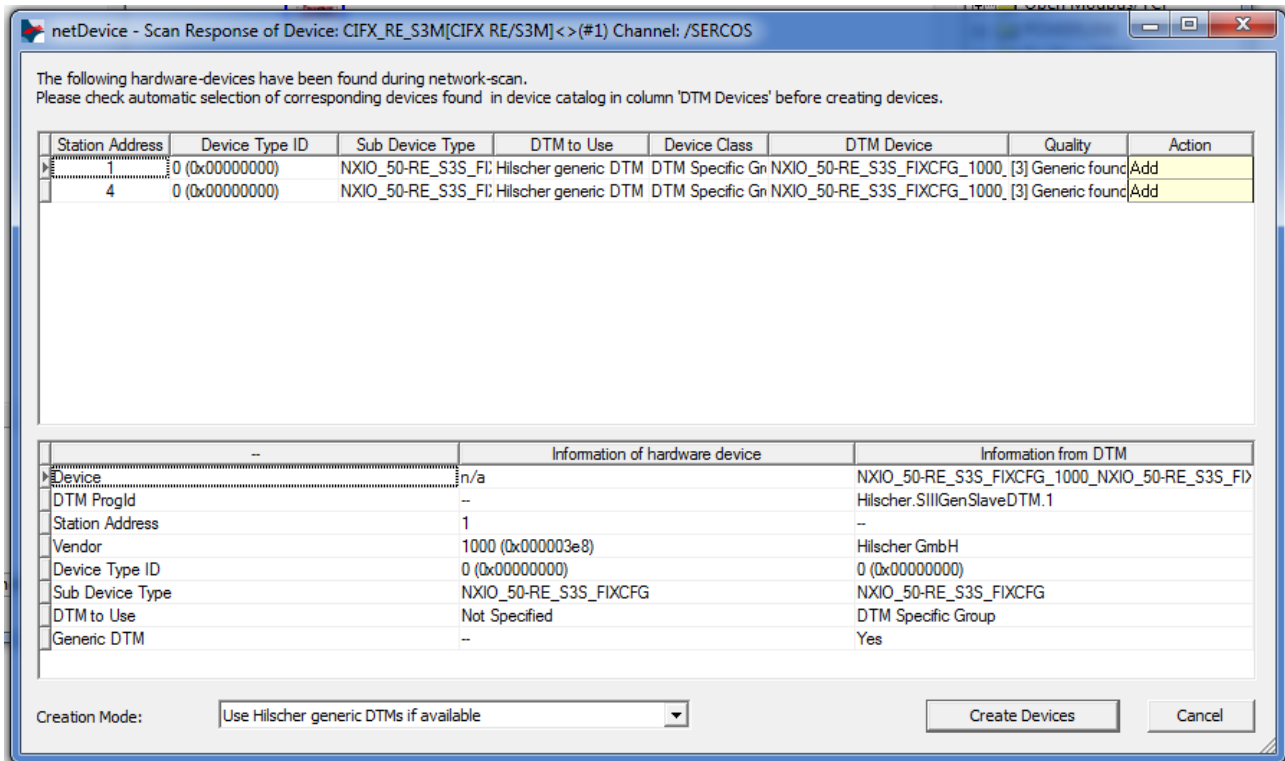 netDevice - Scan Response of Device: CIFX_RE_S3M[CIFX RE/S3M]<>(#1) Channel: /SERCOS
The following hardware-devices have been found during network-scan.
Please check automatic selection of corresponding devices found in device catalog in column 'DTM Devices' before creating devices.
Station Address Device Type ID Sub Device Type DTM to Use Device Class DTM Device Quality Action
1 0 (0x00000000) NXIO_50-RE_S3S_FI Hilscher generic DTM DTM Specific Gr NXIO_50-RE_S3S_FIXCFG_1000_ [3] Generic found Add
4 0 (0x00000000) NXIO_50-RE_S3S_FI Hilscher generic DTM DTM Specific Gr NXIO_50-RE_S3S_FIXCFG_1000_ [3] Generic found Add
-- Information of hardware device Information from DTM
Device n/a NXIO_50-RE_S3S_FIXCFG_1000_NXIO_50-RE_S3S_FIX
DTM ProgId -- Hilscher.SIIIGenSlaveDTM.1
Station Address 1 --
Vendor 1000 (0x000003e8) Hilscher GmbH
Device Type ID 0 (0x00000000) 0 (0x00000000)
Sub Device Type NXIO_50-RE_S3S_FIXCFG NXIO_50-RE_S3S_FIXCFG
DTM to Use Not Specified DTM Specific Group
Generic DTM -- Yes
Creation Mode: Use Hilscher generic DTMs if available Create Devices Cancel